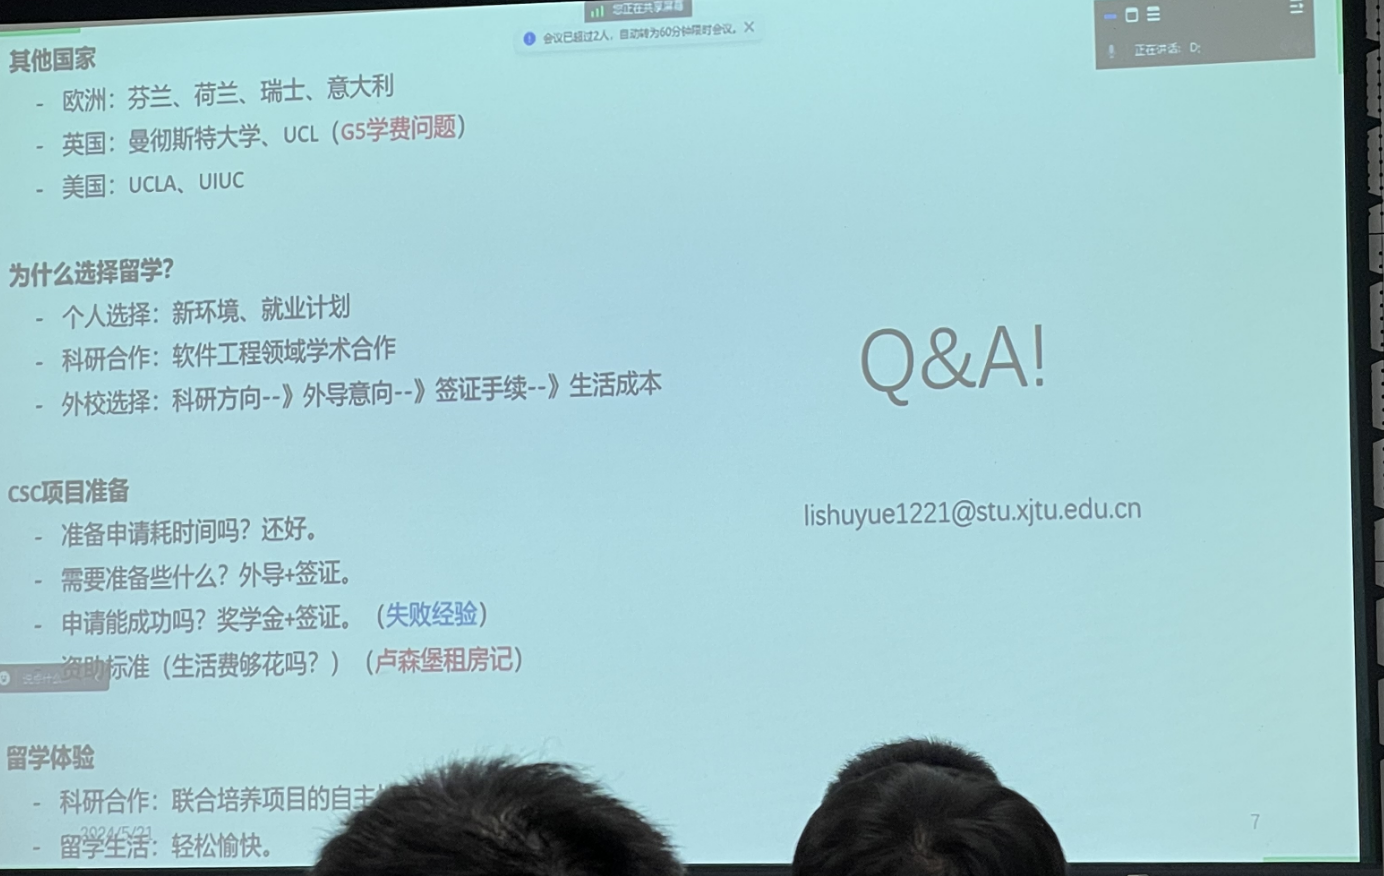 您正在共享屏幕
会议已超过2人，自动转为60分钟限时会议。
正在讲话: D;
其他国家
- 欧洲：芬兰、荷兰、瑞士、意大利
- 英国：曼彻斯特大学、UCL（G5学费问题）
- 美国：UCLA、UIUC
为什么选择留学？
- 个人选择：新环境、就业计划
- 科研合作：软件工程领域学术合作
- 外校选择：科研方向--》外导意向--》签证手续--》生活成本
CSC项目准备
- 准备申请耗时间吗？还好。
- 需要准备些什么？外导+签证。
- 申请能成功吗？奖学金+签证。（失败经验）
- 资助标准（生活费够花吗？）（卢森堡租房记）
说点什么...
留学体验
- 科研合作：联合培养项目的自主
- 留学生活：轻松愉快。
2024/5/21
Q&A!
lishuyue1221@stu.xjtu.edu.cn
7